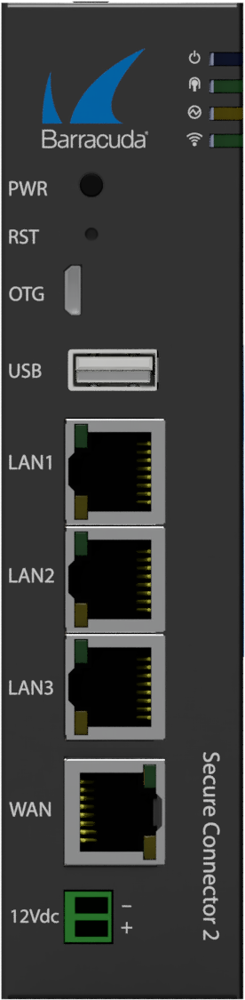 Barracuda
PWR
RST
OTG
USB
LAN1
LAN2
LAN3
WAN
Secure Connector 2
12Vdc
−
+